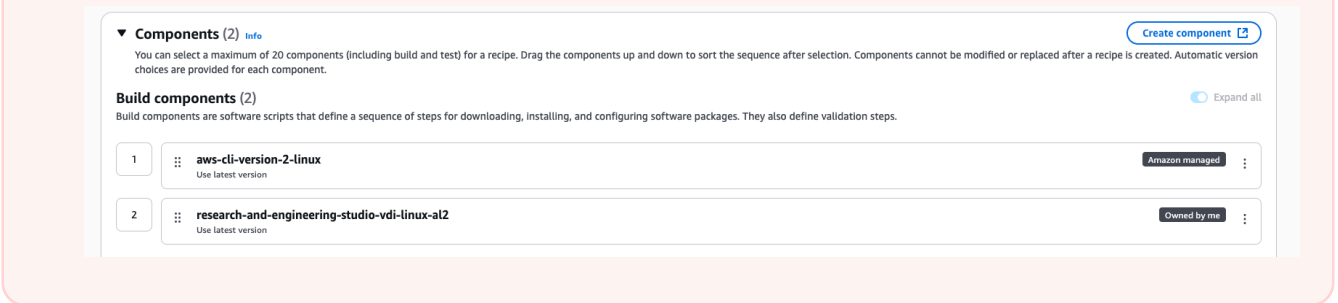 Components (2) Info
Create component
You can select a maximum of 20 components (including build and test) for a recipe. Drag the components up and down to sort the sequence after selection. Components cannot be modified or replaced after a recipe is created. Automatic version
choices are provided for each component.
Build components (2)
Expand all
Build components are software scripts that define a sequence of steps for downloading, installing, and configuring software packages. They also define validation steps.
1
aws-cli-version-2-linux
Amazon managed
Use latest version
2
research-and-engineering-studio-vdi-linux-al2
Owned by me
Use latest version